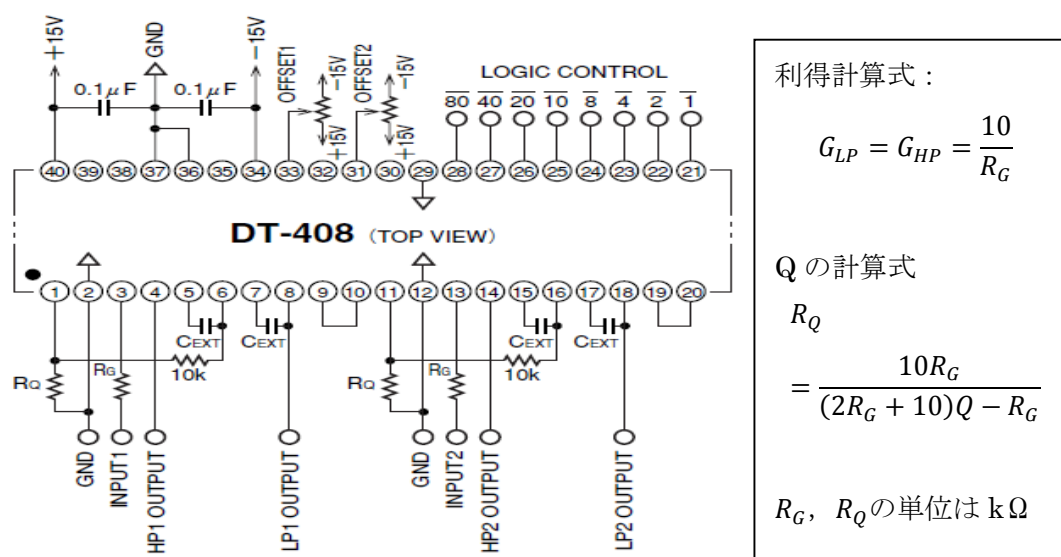 +15V
GND
-15V
0.1μF 0.1μF
OFFSET1
-15V
+15V
OFFSET2
-15V
+15V
LOGIC CONTROL
80 40 20 10 8 4 2 1
40 39 38 37 36 35 34 33 32 31 30 29 28 27 26 25 24 23 22 21
DT-408 (TOP VIEW)
1 2 3 4 5 6 7 8 9 10 11 12 13 14 15 16 17 18 19 20
CEXT CEXT CEXT CEXT
RQ RG 10k RQ RG 10k
GND
INPUT1
HP1 OUTPUT
LP1 OUTPUT
GND
INPUT2
HP2 OUTPUT
LP2 OUTPUT
利得計算式：
G_LP = G_HP = 10/R_G
Qの計算式
R_Q
= 10R_G/((2R_G + 10)Q − R_G)
R_G, R_Qの単位はkΩ